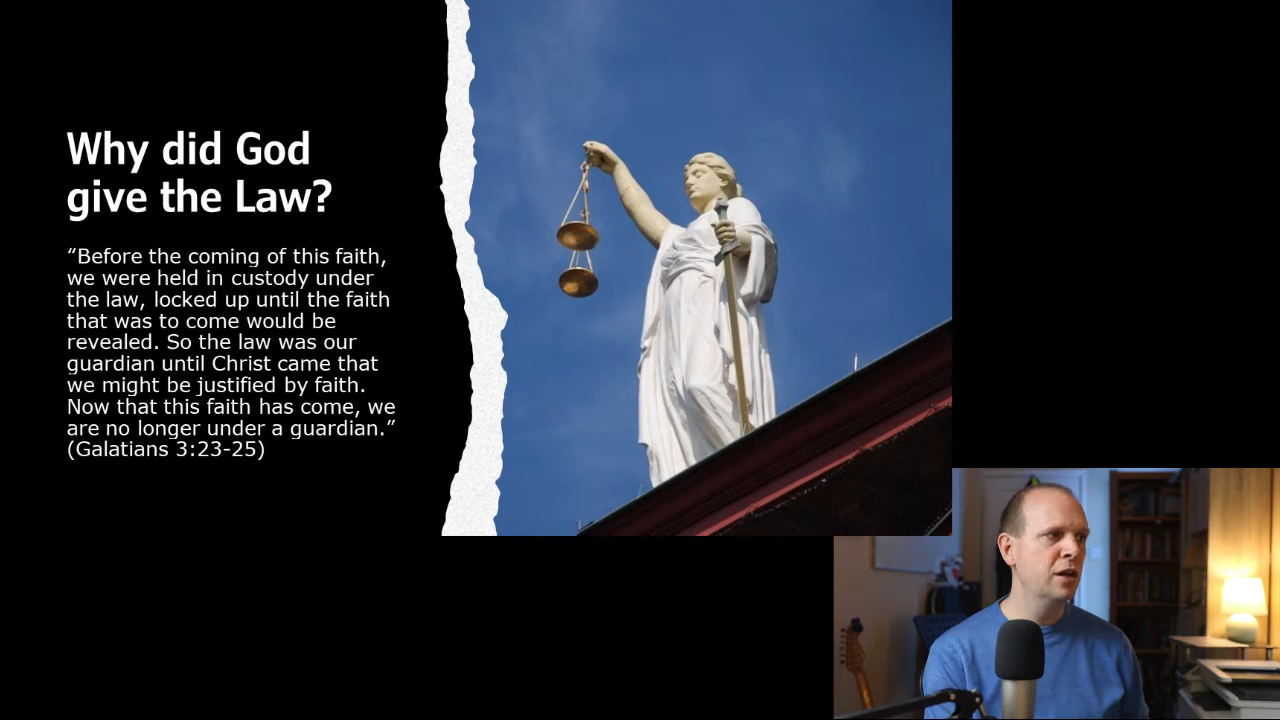 Why did God
give the Law?
“Before the coming of this faith,
we were held in custody under
the law, locked up until the faith
that was to come would be
revealed. So the law was our
guardian until Christ came that
we might be justified by faith.
Now that this faith has come, we
are no longer under a guardian.”
(Galatians 3:23-25)